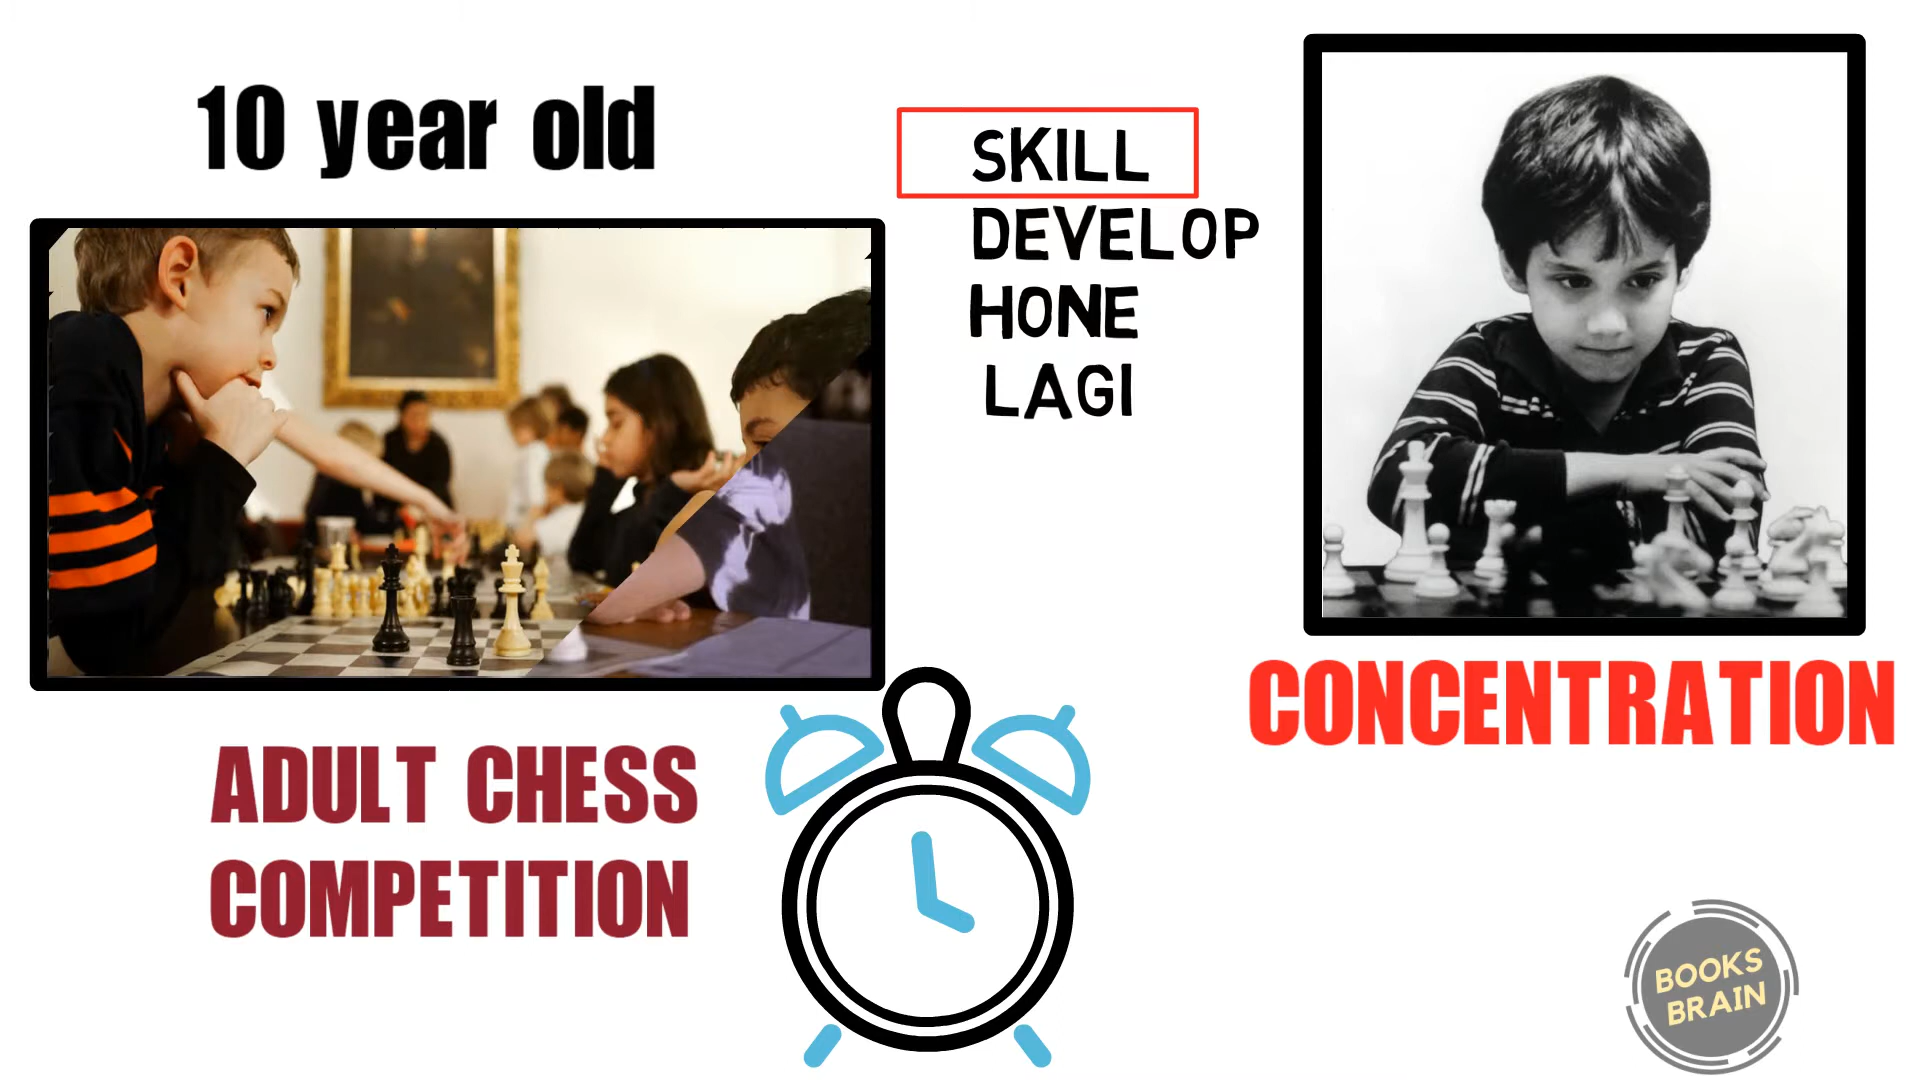 10 year old
SKILL
DEVELOP
HONE
LAGI
CONCENTRATION
ADULT CHESS
COMPETITION
BOOKS
BRAIN